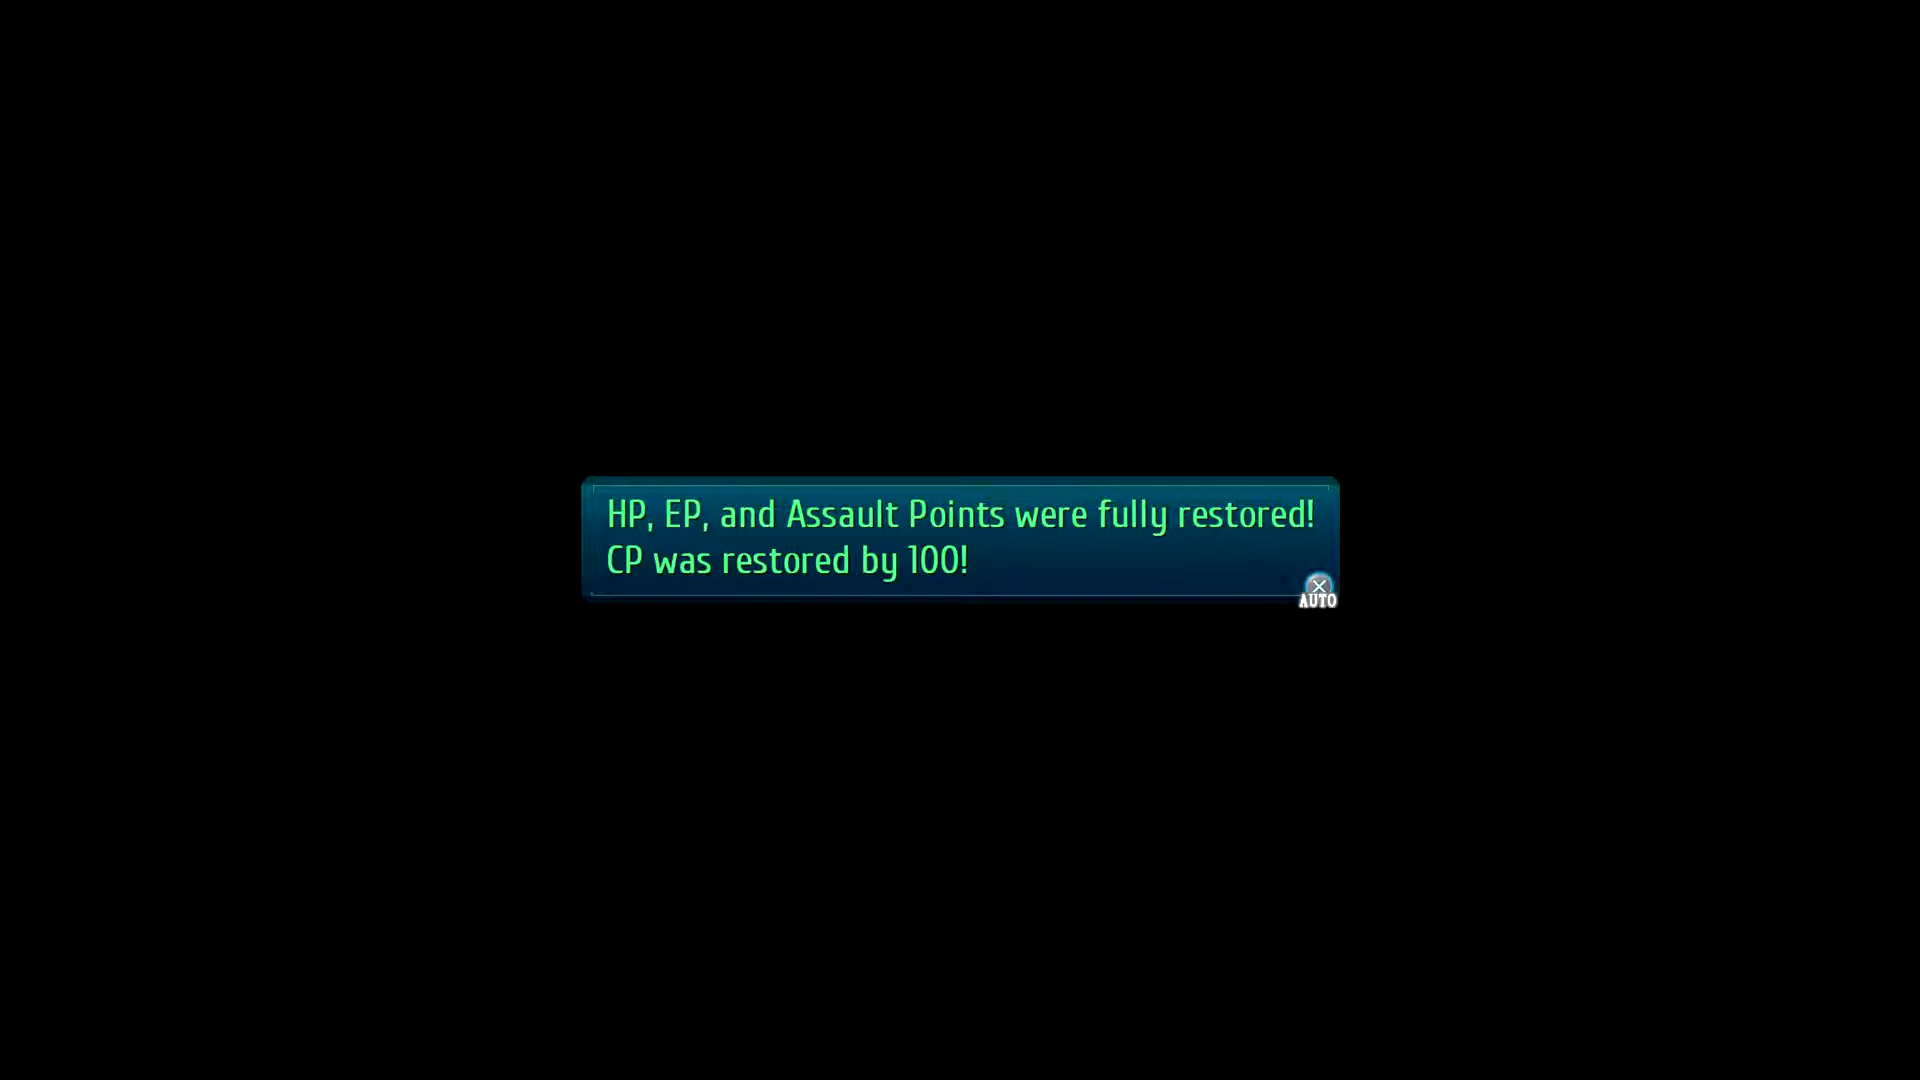 HP, EP, and Assault Points were fully restored!
CP was restored by 100!
AUTO